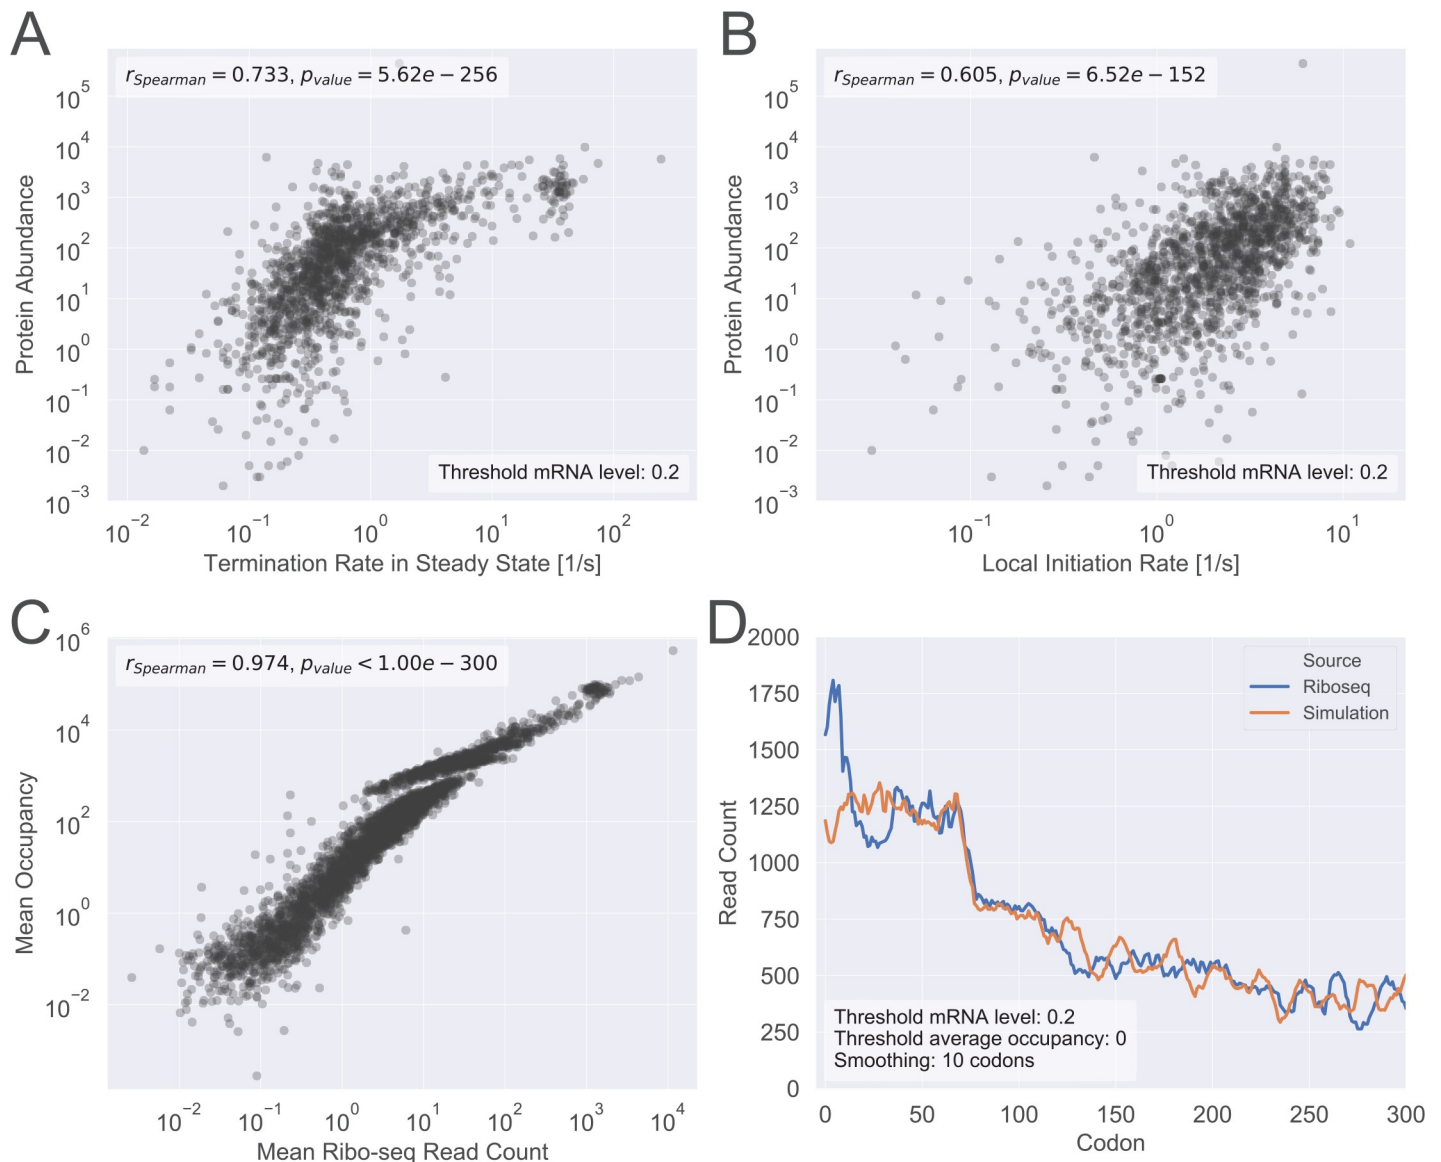 A
r_Spearman = 0.733, p_value = 5.62e − 256
Protein Abundance
10^5
10^4
10^3
10^2
10^1
10^0
10^−1
10^−2
10^−3
Threshold mRNA level: 0.2
10^−2 10^−1 10^0 10^1 10^2
Termination Rate in Steady State [1/s]
B
r_Spearman = 0.605, p_value = 6.52e − 152
Protein Abundance
10^5
10^4
10^3
10^2
10^1
10^0
10^−1
10^−2
10^−3
Threshold mRNA level: 0.2
10^−1 10^0 10^1
Local Initiation Rate [1/s]
C
r_Spearman = 0.974, p_value < 1.00e − 300
Mean Occupancy
10^6
10^4
10^2
10^0
10^−2
10^−2 10^−1 10^0 10^1 10^2 10^3 10^4
Mean Ribo-seq Read Count
D
Read Count
2000
1750
1500
1250
1000
750
500
250
0
Source
Riboseq
Simulation
Threshold mRNA level: 0.2
Threshold average occupancy: 0
Smoothing: 10 codons
0 50 100 150 200 250 300
Codon